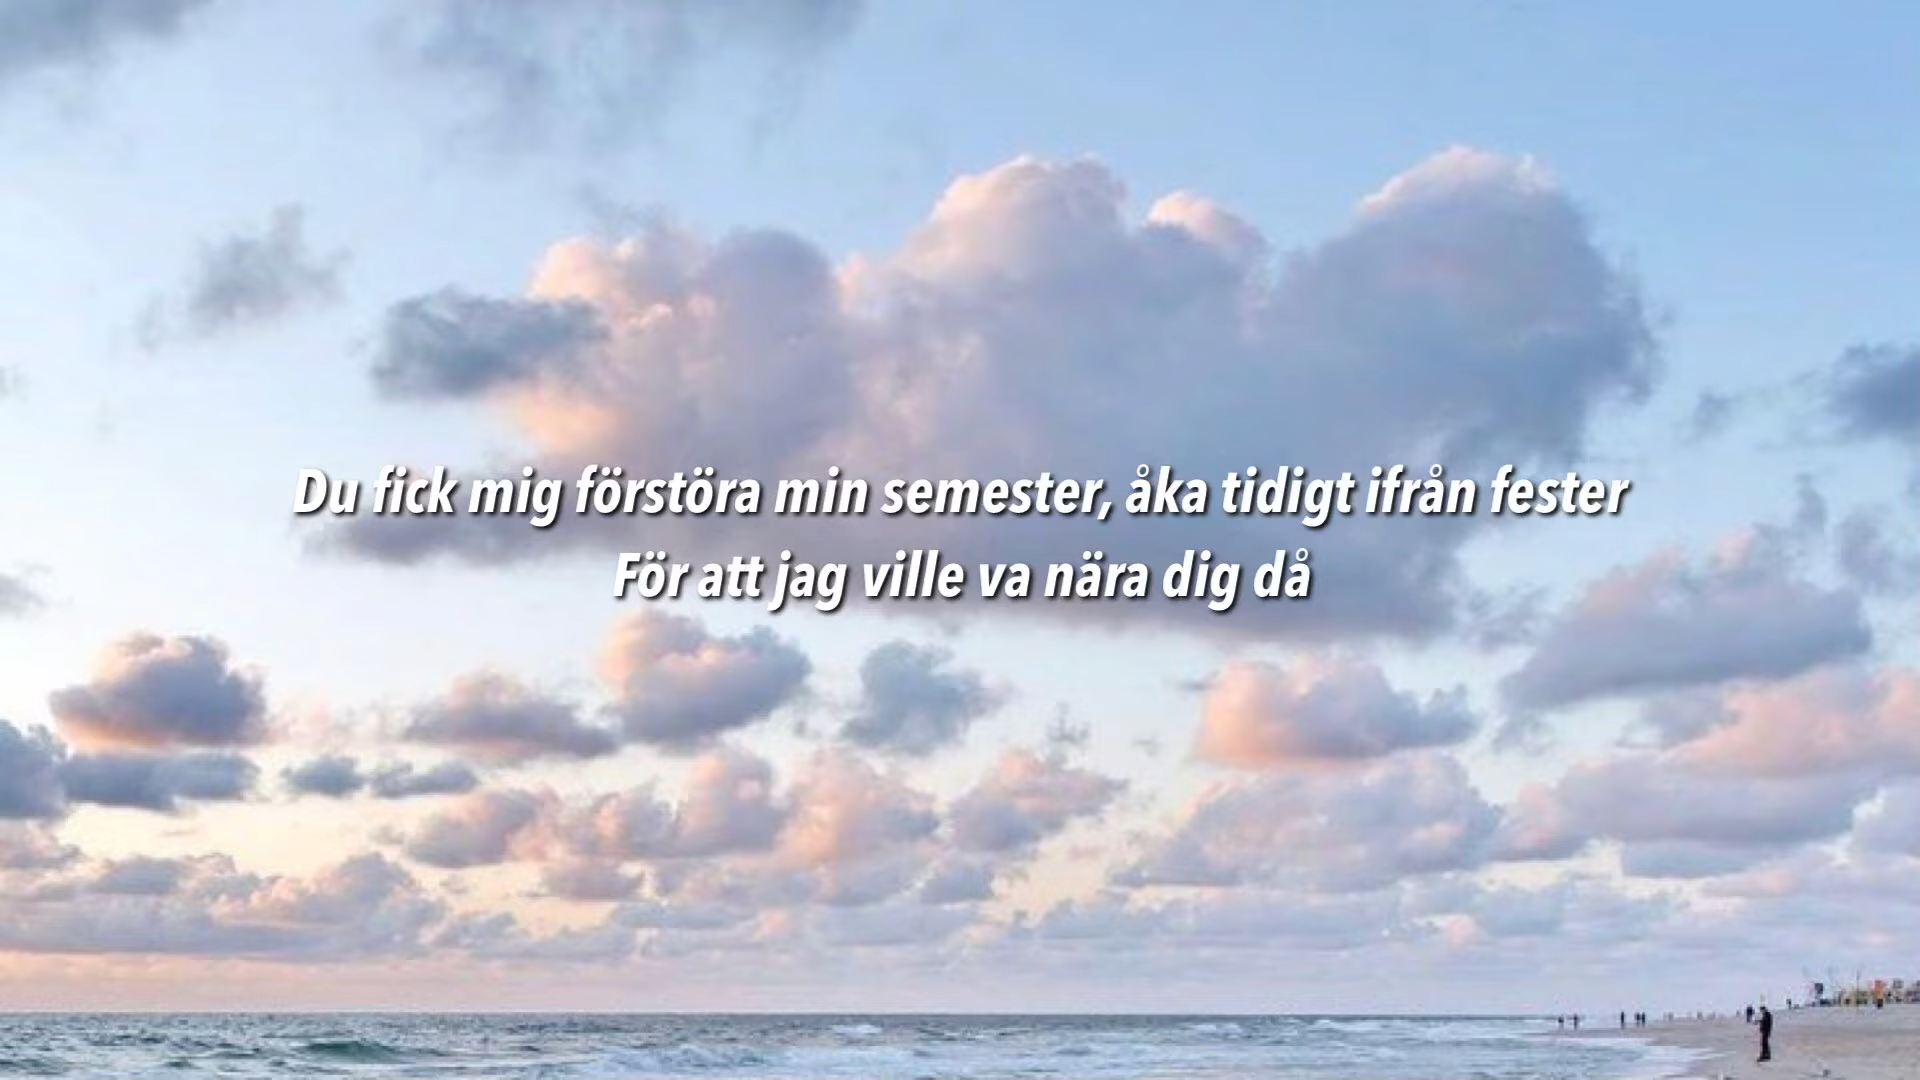 Du fick mig förstöra min semester, åka tidigt ifrån fester
För att jag ville va nära dig då